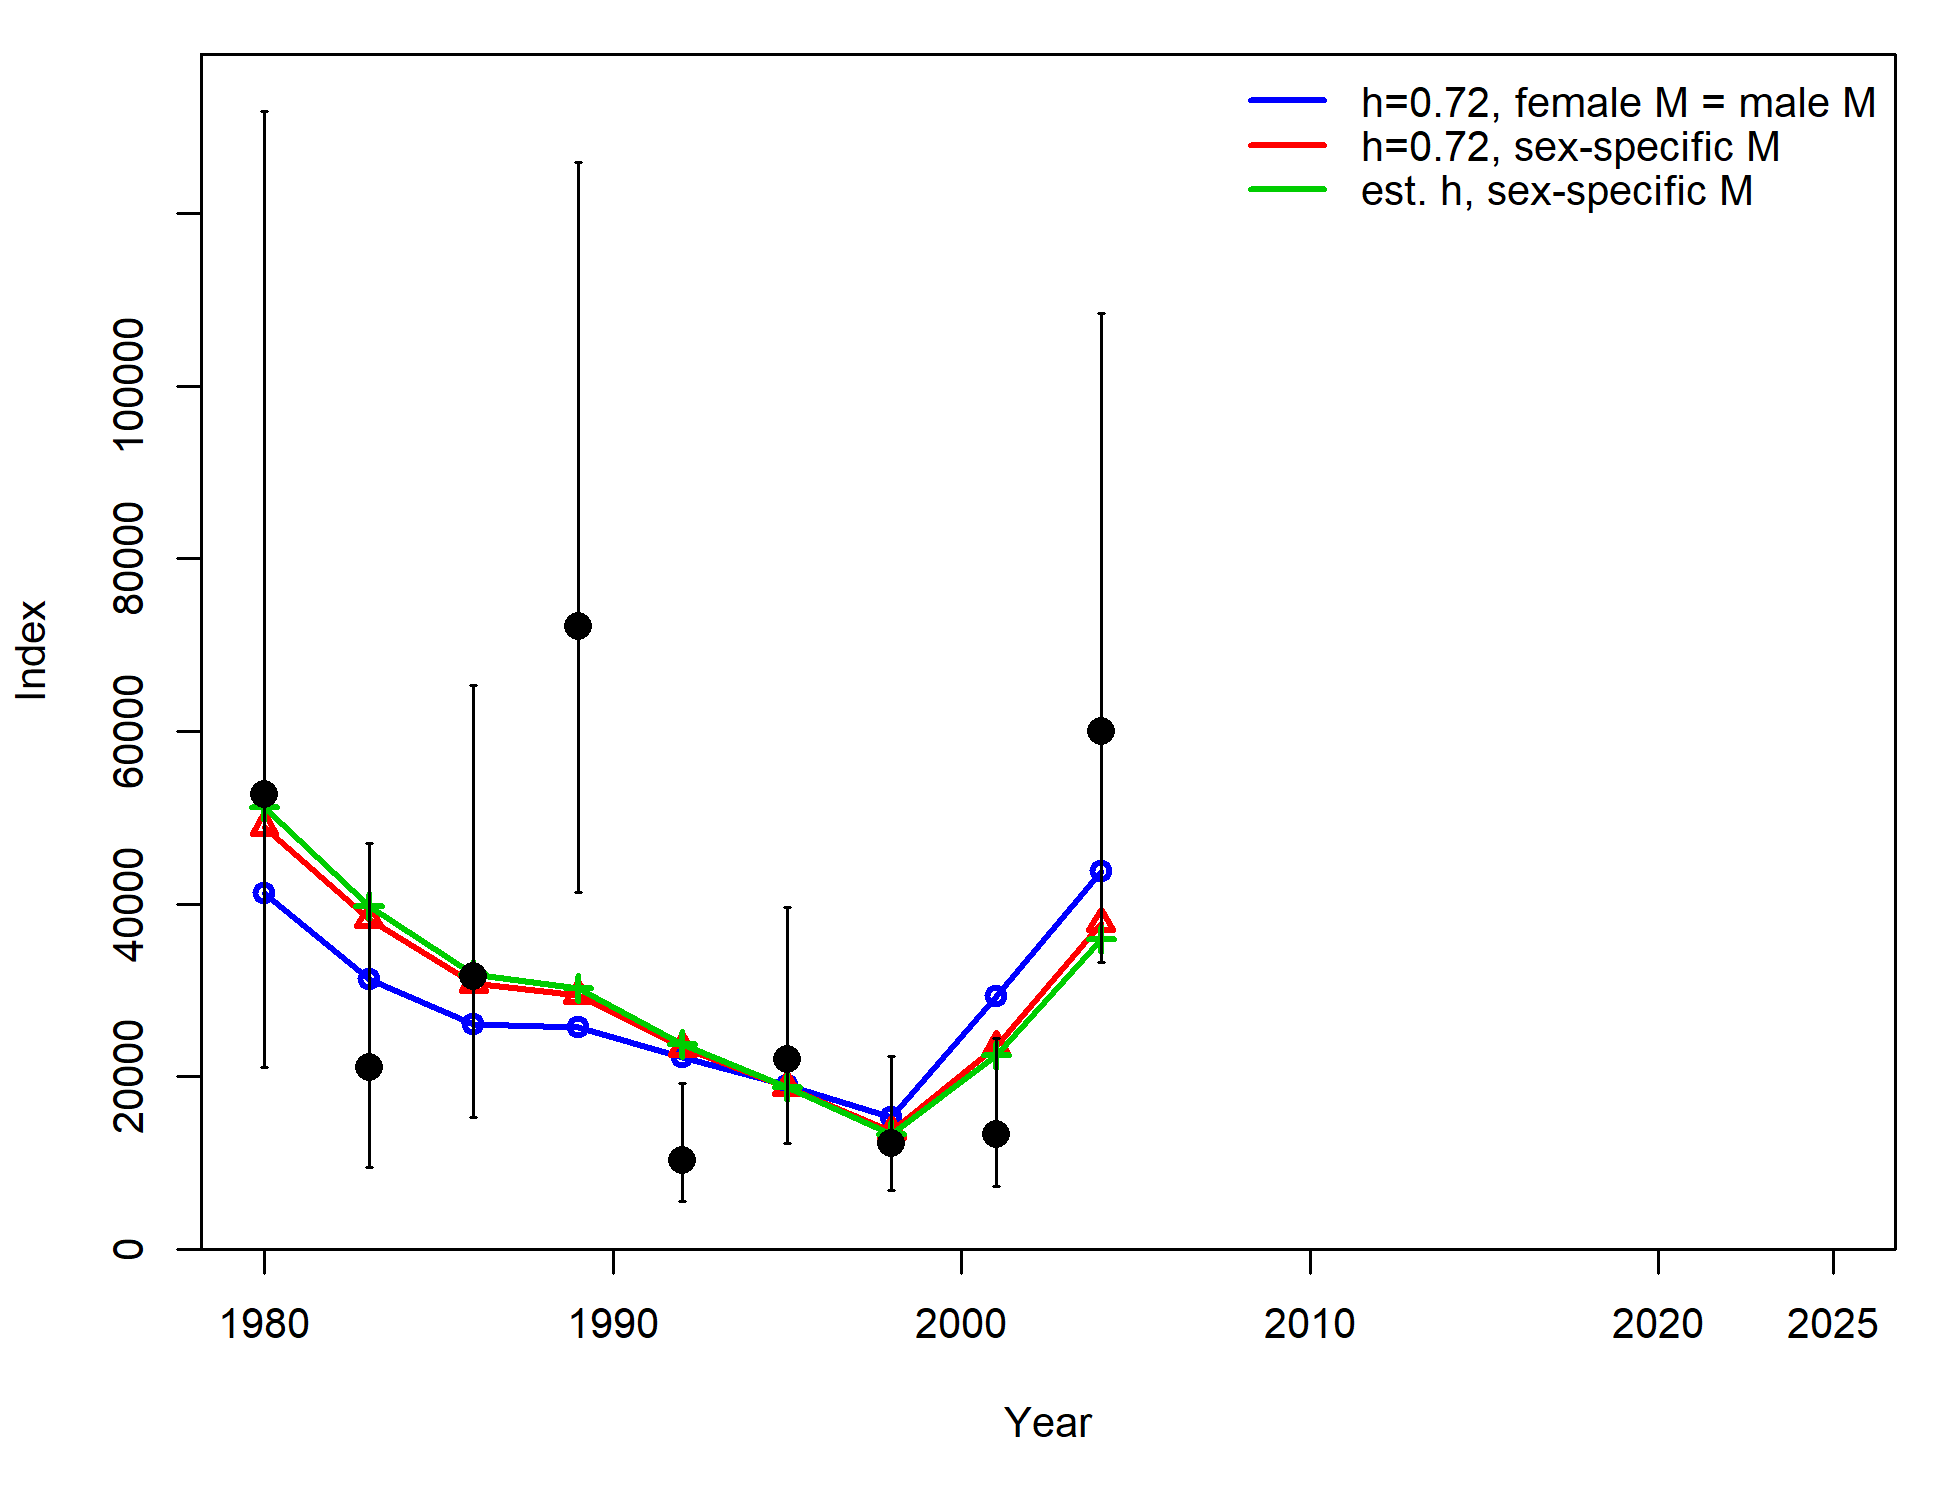 h=0.72, female M = male M
h=0.72, sex-specific M
est. h, sex-specific M
100000
80000
60000
40000
20000
0
Index
1980 1990 2000 2010 2020 2025
Year